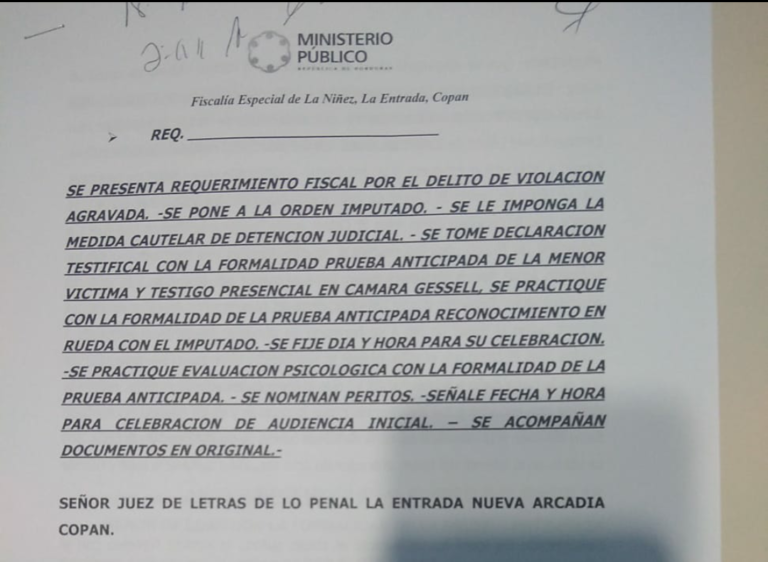 MINISTERIO
PÚBLICO
REPÚBLICA DE HONDURAS
Fiscalía Especial de La Niñez, La Entrada, Copan
➢ REQ. ____________________
SE PRESENTA REQUERIMIENTO FISCAL POR EL DELITO DE VIOLACION
AGRAVADA. -SE PONE A LA ORDEN IMPUTADO. - SE LE IMPONGA LA
MEDIDA CAUTELAR DE DETENCION JUDICIAL. - SE TOME DECLARACION
TESTIFICAL CON LA FORMALIDAD PRUEBA ANTICIPADA DE LA MENOR
VICTIMA Y TESTIGO PRESENCIAL EN CAMARA GESSELL, SE PRACTIQUE
CON LA FORMALIDAD DE LA PRUEBA ANTICIPADA RECONOCIMIENTO EN
RUEDA CON EL IMPUTADO. -SE FIJE DIA Y HORA PARA SU CELEBRACION.
-SE PRACTIQUE EVALUACION PSICOLOGICA CON LA FORMALIDAD DE LA
PRUEBA ANTICIPADA. - SE NOMINAN PERITOS. -SEÑALE FECHA Y HORA
PARA CELEBRACION DE AUDIENCIA INICIAL. – SE ACOMPAÑAN
DOCUMENTOS EN ORIGINAL.-
SEÑOR JUEZ DE LETRAS DE LO PENAL LA ENTRADA NUEVA ARCADIA
COPAN.